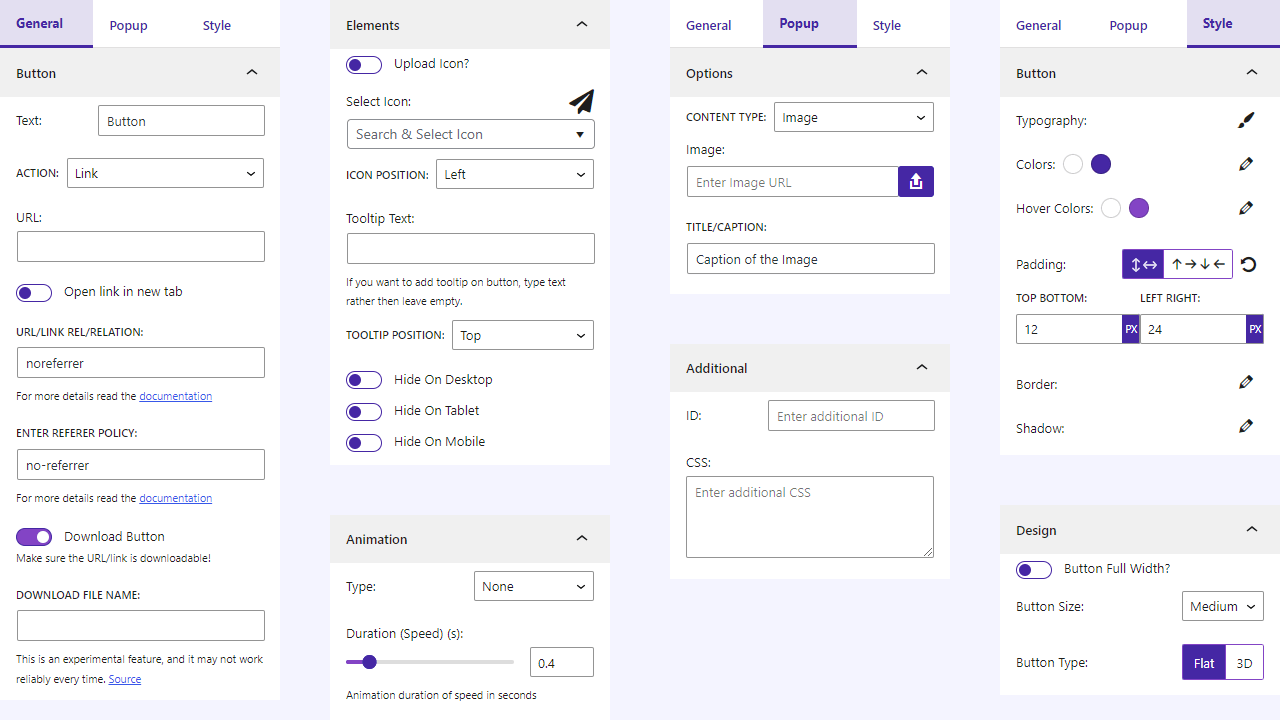 General
Popup
Style
Button
Text:
Button
ACTION:
Link
URL:
Open link in new tab
URL/LINK REL/RELATION:
noreferrer
For more details read the documentation
ENTER REFERER POLICY:
no-referrer
For more details read the documentation
Download Button
Make sure the URL/link is downloadable!
DOWNLOAD FILE NAME:
This is an experimental feature, and it may not work
reliably every time. Source
Elements
Upload Icon?
Select Icon:
Search & Select Icon
ICON POSITION:
Left
Tooltip Text:
If you want to add tooltip on button, type text
rather then leave empty.
TOOLTIP POSITION:
Top
Hide On Desktop
Hide On Tablet
Hide On Mobile
Animation
Type:
None
Duration (Speed) (s):
0.4
Animation duration of speed in seconds
General
Popup
Style
Options
CONTENT TYPE:
Image
Image:
Enter Image URL
TITLE/CAPTION:
Caption of the Image
Additional
ID:
Enter additional ID
CSS:
Enter additional CSS
General
Popup
Style
Button
Typography:
Colors:
Hover Colors:
Padding:
TOP BOTTOM:
LEFT RIGHT:
12
PX
24
PX
Border:
Shadow:
Design
Button Full Width?
Button Size:
Medium
Button Type:
Flat
3D